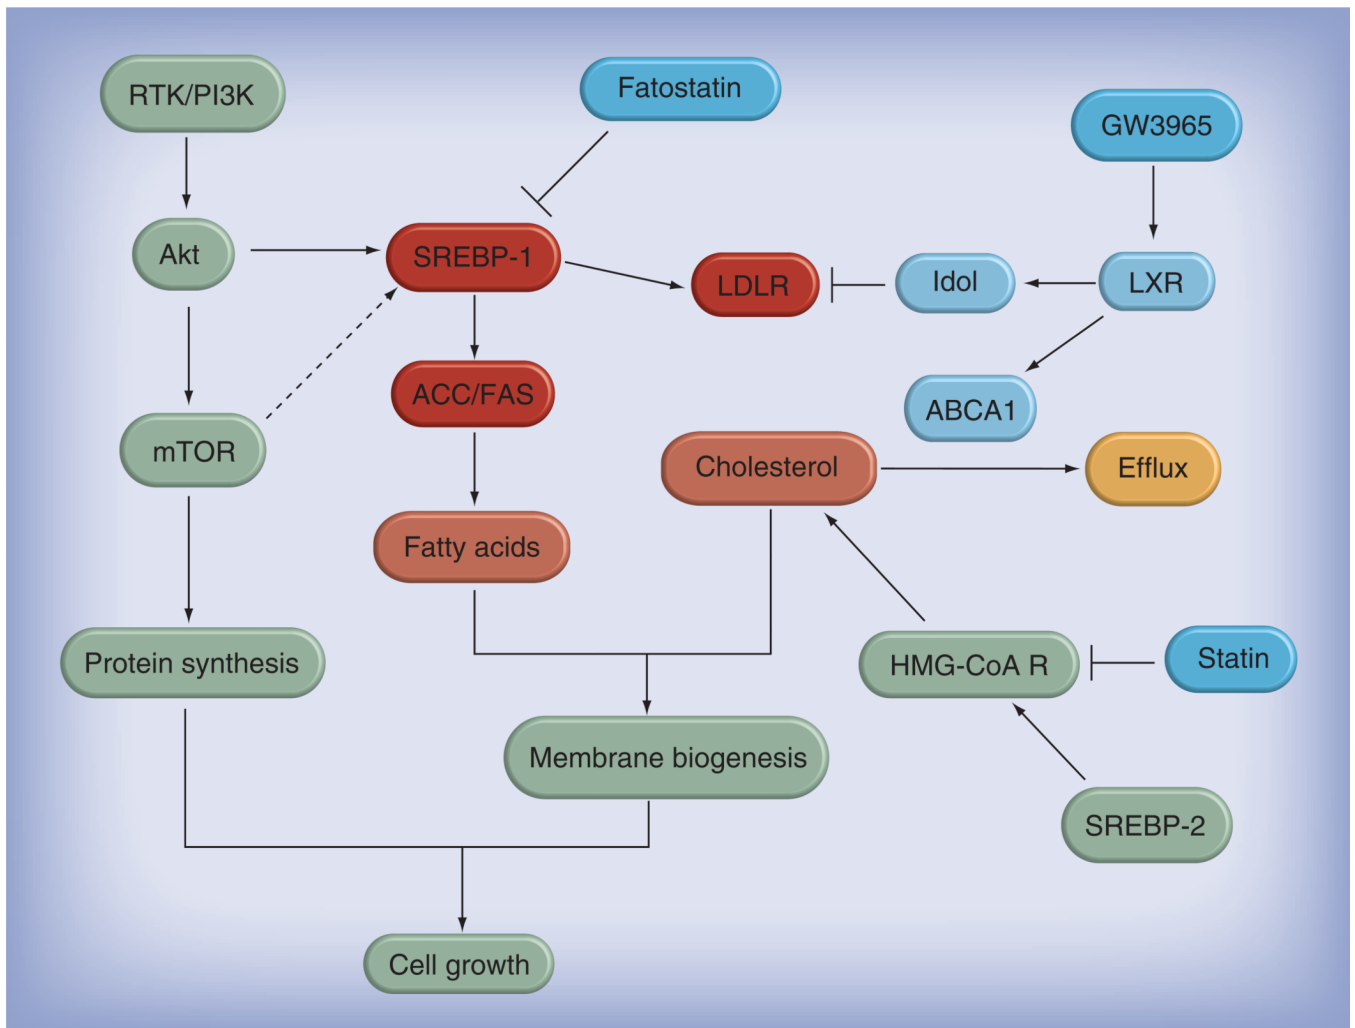 RTK/PI3K
Fatostatin
GW3965
Akt
SREBP-1
LDLR
Idol
LXR
ACC/FAS
ABCA1
mTOR
Cholesterol
Efflux
Fatty acids
Protein synthesis
HMG-CoA R
Statin
Membrane biogenesis
SREBP-2
Cell growth